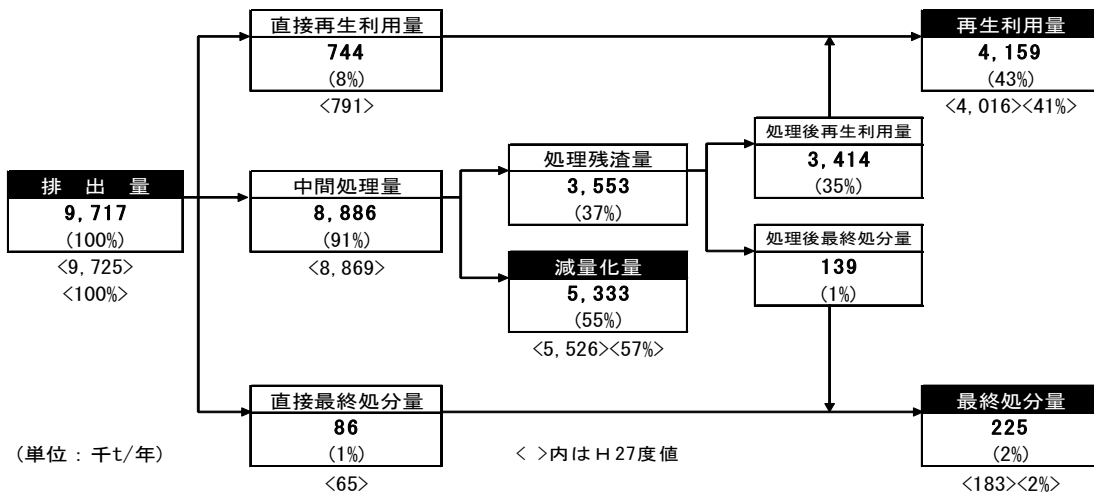 直接再生利用量
744
(8%)
<791>
再生利用量
4,159
(43%)
<4,016><41%>
処理残渣量
3,553
(37%)
処理後再生利用量
3,414
(35%)
排 出 量
9,717
(100%)
<9,725>
<100%>
中間処理量
8,886
(91%)
<8,869>
減量化量
5,333
(55%)
<5,526><57%>
処理後最終処分量
139
(1%)
直接最終処分量
86
(1%)
<65>
最終処分量
225
(2%)
<183><2%>
(単位：千t/年)
< >内はH27度値